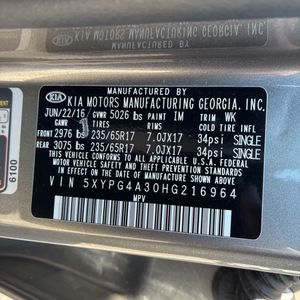 MANUFACTURED BY
KIA KIA MOTORS MANUFACTURING GEORGIA, INC.
JUN/22/16 GVWR 5026 lbs PAINT IM TRIM WK
GAWR TIRES RIMS COLD TIRE INFLATION
FRONT 2976 lbs 235/65R17 7.0JX17 34psi SINGLE
REAR 3075 lbs 235/65R17 7.0JX17 34psi SINGLE
THIS VEHICLE CONFORMS TO ALL APPLICABLE U.S.A. FEDERAL
MOTOR VEHICLE SAFETY AND THEFT PREVENTION STANDARDS
IN EFFECT ON THE DATE OF MANUFACTURE SHOWN ABOVE.
VIN 5XYPG4A30HG216964
MPV
6100